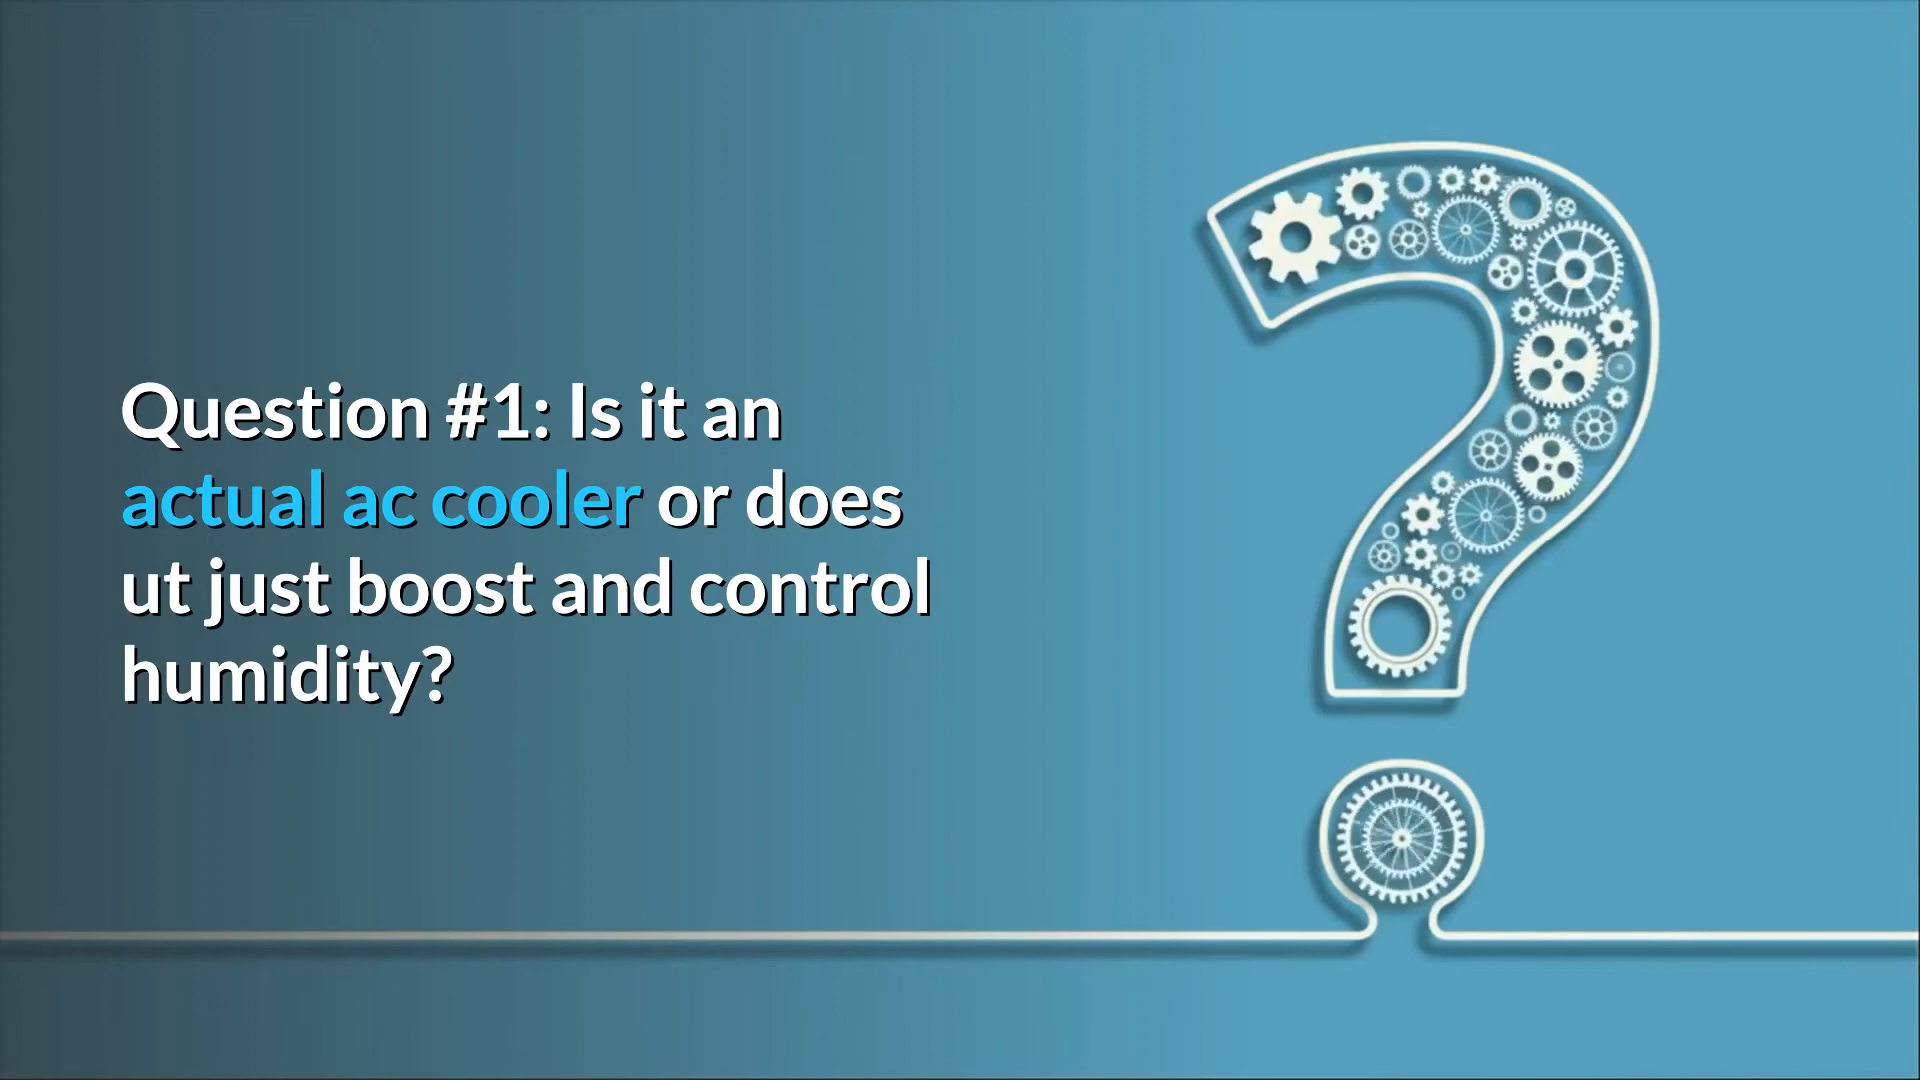 Question #1: Is it an
actual ac cooler or does
ut just boost and control
humidity?